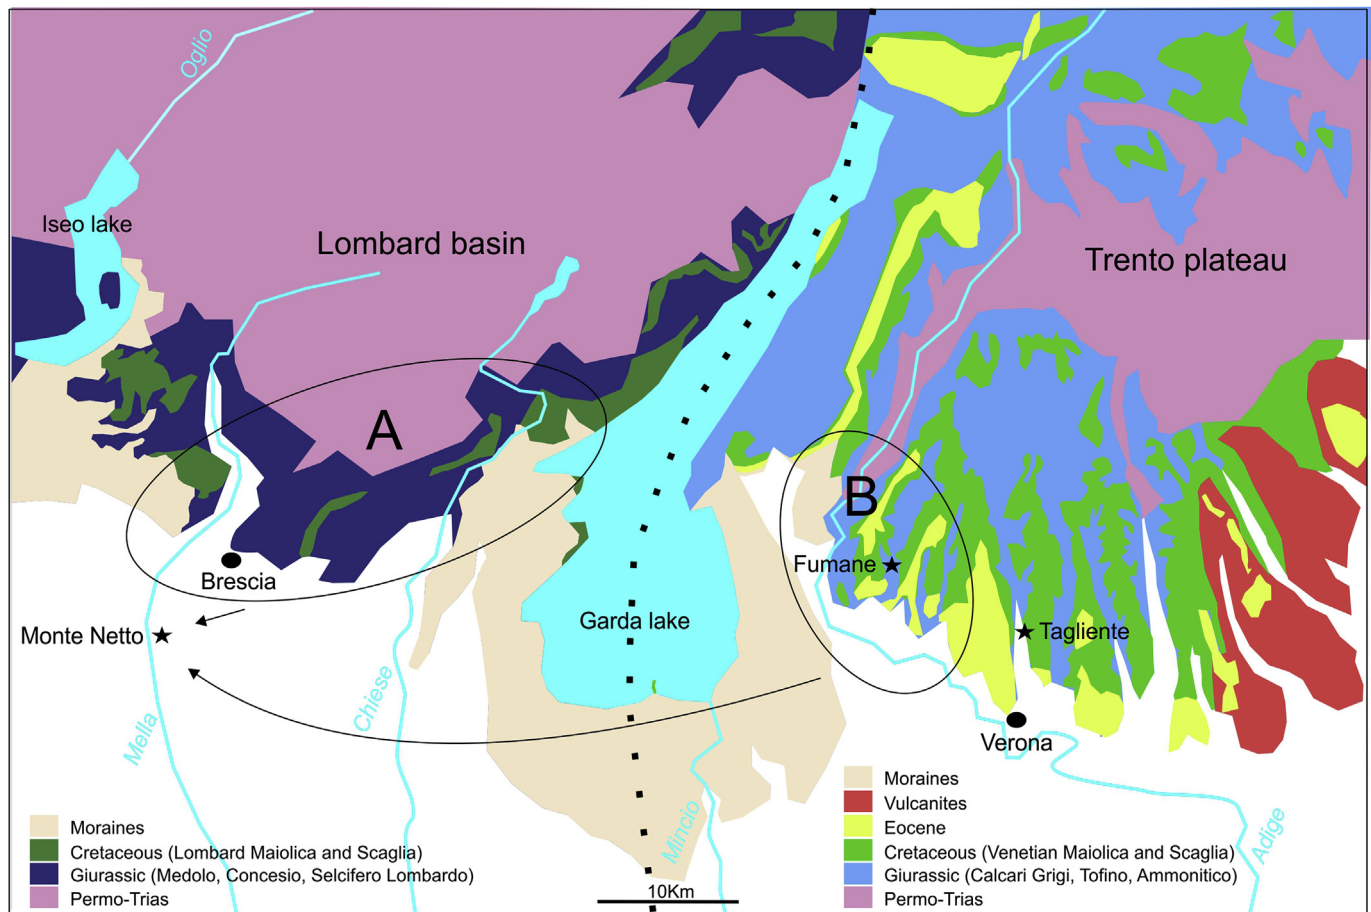 Oglio
Iseo lake
Lombard basin
Trento plateau
A
B
Fumane
Brescia
Garda lake
Tagliente
Monte Netto
Mella
Chiese
Verona
Mincio
Adige
Moraines
Cretaceous (Lombard Maiolica and Scaglia)
Giurassic (Medolo, Concesio, Selcifero Lombardo)
Permo-Trias
10Km
Moraines
Vulcanites
Eocene
Cretaceous (Venetian Maiolica and Scaglia)
Giurassic (Calcari Grigi, Tofino, Ammonitico)
Permo-Trias